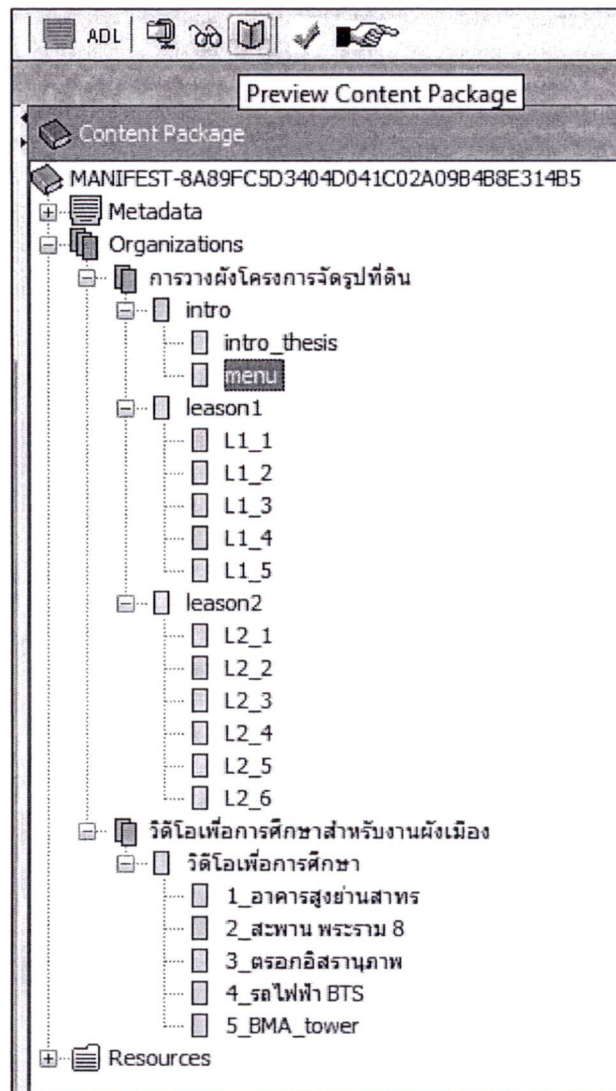 ADL
Preview Content Package
Content Package
MANIFEST-8A89FC5D3404D041C02A09B4B8E314B5
Metadata
Organizations
การวางผังโครงการจัดรูปที่ดิน
intro
intro_thesis
menu
leason1
L1_1
L1_2
L1_3
L1_4
L1_5
leason2
L2_1
L2_2
L2_3
L2_4
L2_5
L2_6
วิดีโอเพื่อการศึกษาสำหรับงานผังเมือง
วิดีโอเพื่อการศึกษา
1_อาคารสูงย่านสาทร
2_สะพาน พระราม 8
3_ตรอกอิสรานุภาพ
4_รถไฟฟ้า BTS
5_BMA_tower
Resources